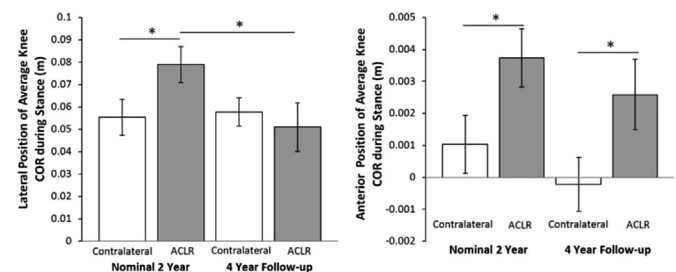 Lateral Position of Average Knee
COR during Stance (m)
0.1
0.09
0.08
0.07
0.06
0.05
0.04
0.03
0.02
0.01
0
*
*
Contralateral ACLR Contralateral ACLR
Nominal 2 Year 4 Year Follow-up
Anterior Position of Average Knee
COR during Stance (m)
0.005
0.004
0.003
0.002
0.001
0
-0.001
-0.002
*
*
Contralateral ACLR Contralateral ACLR
Nominal 2 Year 4 Year Follow-up